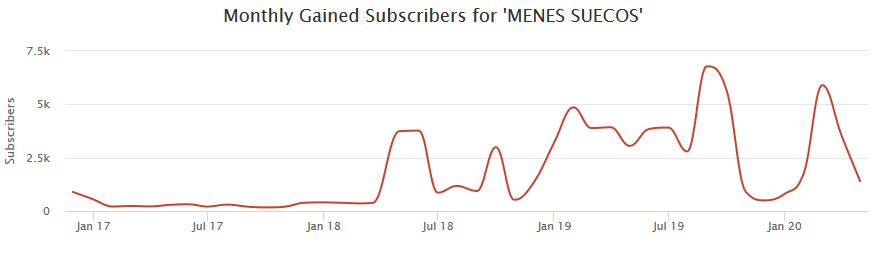 Monthly Gained Subscribers for 'MENES SUECOS'
7.5k
5k
2.5k
0
Subscribers
Jan 17 Jul 17 Jan 18 Jul 18 Jan 19 Jul 19 Jan 20